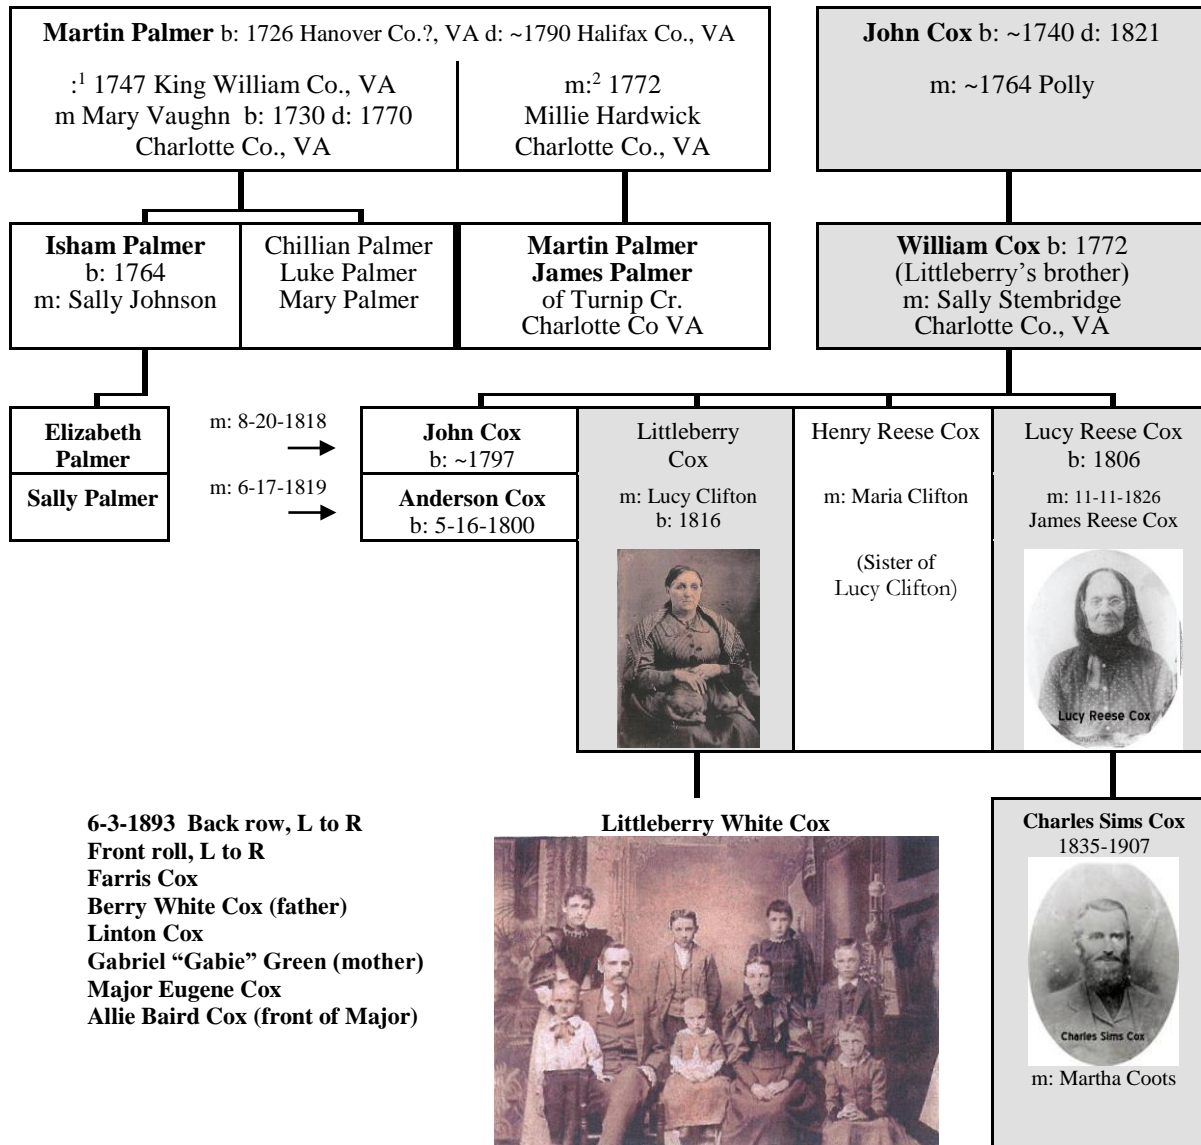 Martin Palmer b: 1726 Hanover Co.?, VA d: ~1790 Halifax Co., VA
:1 1747 King William Co., VA
m Mary Vaughn b: 1730 d: 1770
Charlotte Co., VA
m:2 1772
Millie Hardwick
Charlotte Co., VA
John Cox b: ~1740 d: 1821
m: ~1764 Polly
Isham Palmer
b: 1764
m: Sally Johnson
Chillian Palmer
Luke Palmer
Mary Palmer
Martin Palmer
James Palmer
of Turnip Cr.
Charlotte Co VA
William Cox b: 1772
(Littleberry's brother)
m: Sally Stembridge
Charlotte Co., VA
Elizabeth
Palmer
m: 8-20-1818
John Cox
b: ~1797
Sally Palmer
m: 6-17-1819
Anderson Cox
b: 5-16-1800
Littleberry
Cox
m: Lucy Clifton
b: 1816
Henry Reese Cox
m: Maria Clifton
(Sister of
Lucy Clifton)
Lucy Reese Cox
b: 1806
m: 11-11-1826
James Reese Cox
Lucy Reese Cox
6-3-1893 Back row, L to R
Front roll, L to R
Farris Cox
Berry White Cox (father)
Linton Cox
Gabriel “Gabie” Green (mother)
Major Eugene Cox
Allie Baird Cox (front of Major)
Littleberry White Cox
Charles Sims Cox
1835-1907
Charles Sims Cox
m: Martha Coots